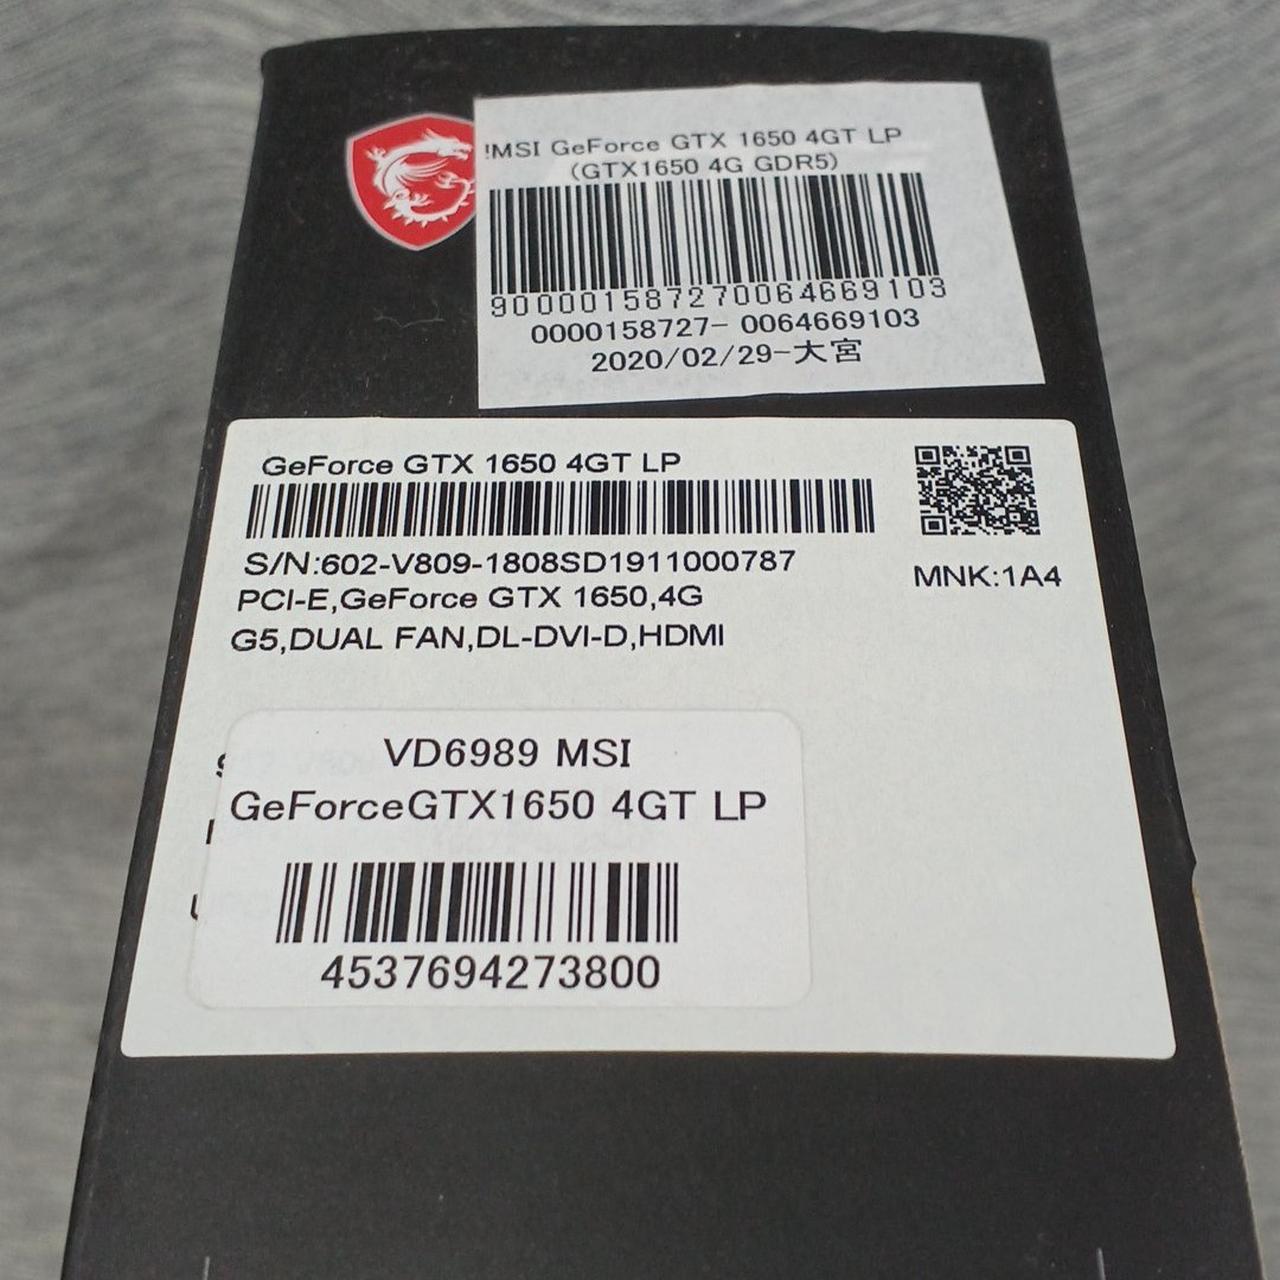 !MSI GeForce GTX 1650 4GT LP
(GTX1650 4G GDR5)
900001587270064669103
0000158727- 0064669103
2020/02/29-大宮
GeForce GTX 1650 4GT LP
S/N:602-V809-1808SD1911000787
MNK:1A4
PCI-E,GeForce GTX 1650,4G
G5,DUAL FAN,DL-DVI-D,HDMI
VD6989 MSI
GeForceGTX1650 4GT LP
4537694273800